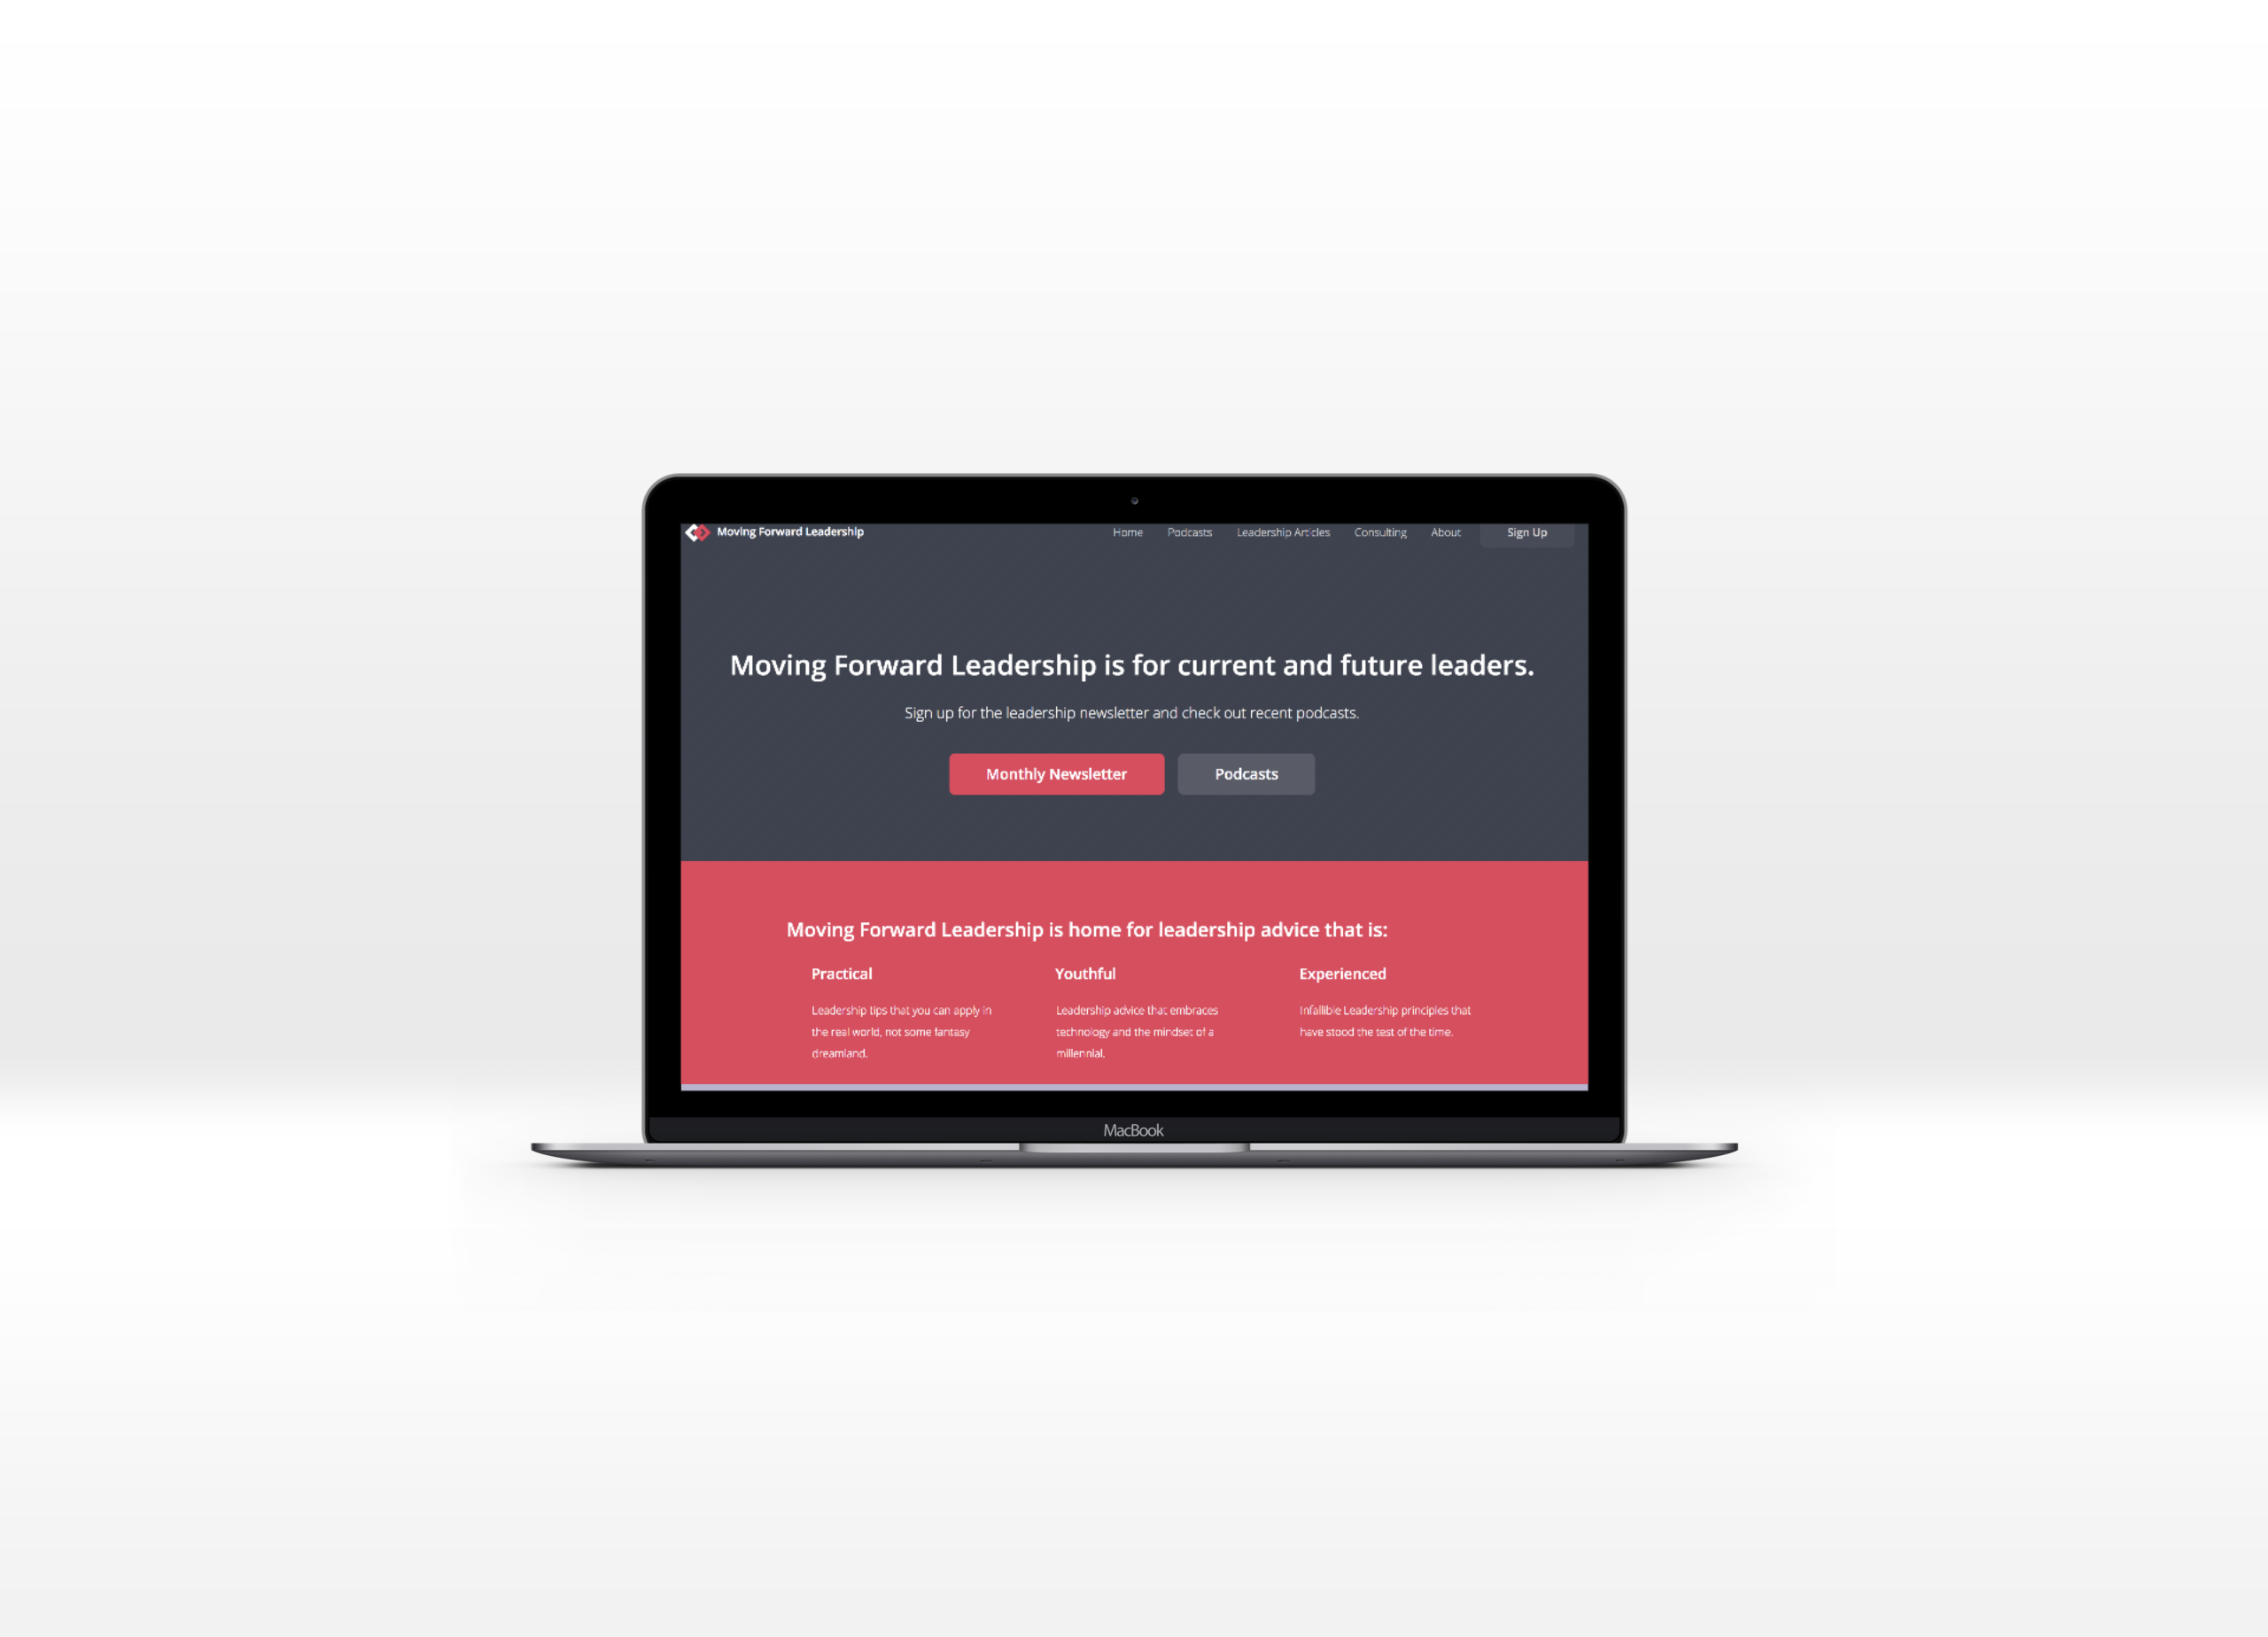 Moving Forward Leadership
Home Podcasts Leadership Articles Consulting About Sign Up
Moving Forward Leadership is for current and future leaders.
Sign up for the leadership newsletter and check out recent podcasts.
Monthly Newsletter Podcasts
Moving Forward Leadership is home for leadership advice that is:
Practical
Leadership tips that you can apply in
the real world, not some fantasy
dreamland.
Youthful
Leadership advice that embraces
technology and the mindset of a
millennial.
Experienced
Infallible Leadership principles that
have stood the test of the time.
MacBook